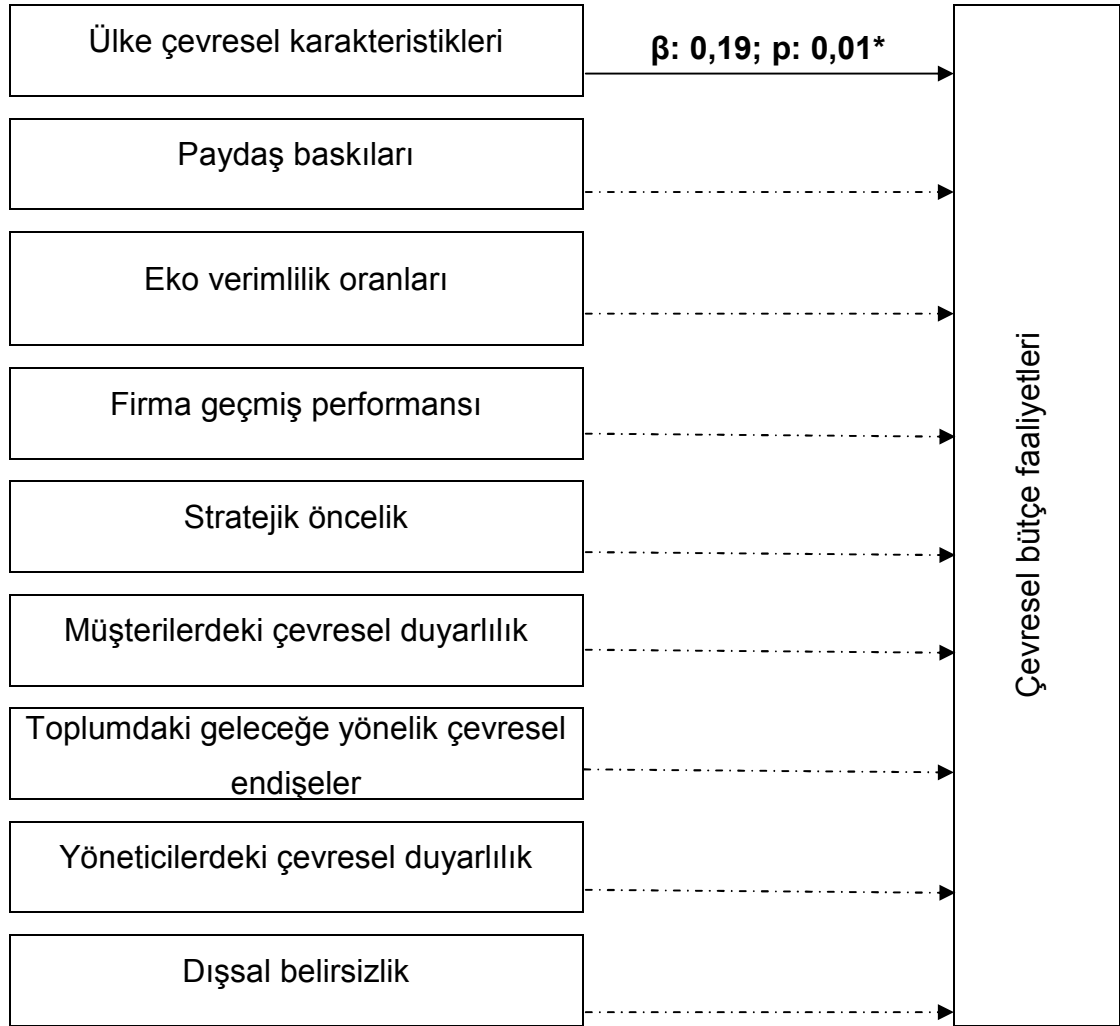 Ülke çevresel karakteristikleri
β: 0,19; p: 0,01*
Paydaş baskıları
Eko verimlilik oranları
Firma geçmiş performansı
Stratejik öncelik
Müşterilerdeki çevresel duyarlılık
Toplumdaki geleceğe yönelik çevresel
endişeler
Yöneticilerdeki çevresel duyarlılık
Dışsal belirsizlik
Çevresel bütçe faaliyetleri